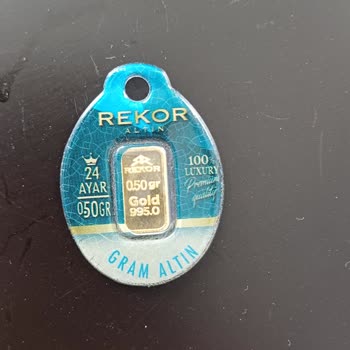 REKOR
ALTIN
24
AYAR
0,50GR
REKOR
0.50 gr
Gold
995.0
100
LUXURY
Premium
quality
GRAM ALTIN